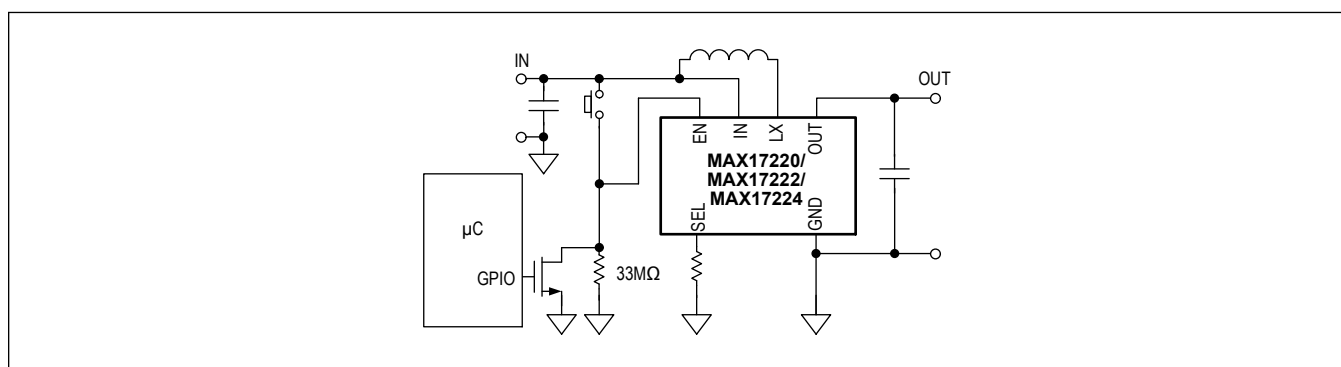 IN
OUT
EN
IN
LX
OUT
MAX17220/
MAX17222/
MAX17224
SEL
GND
µC
GPIO
33MΩ